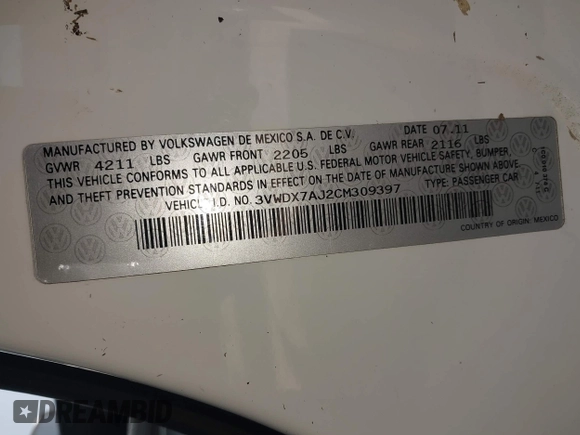 MANUFACTURED BY VOLKSWAGEN DE MEXICO S.A. DE C.V. DATE 07.11
GVWR 4211 LBS GAWR FRONT 2205 LBS GAWR REAR 2116 LBS
THIS VEHICLE CONFORMS TO ALL APPLICABLE U.S. FEDERAL MOTOR VEHICLE SAFETY, BUMPER,
AND THEFT PREVENTION STANDARDS IN EFFECT ON THE DATE OF MANUFACTURE SHOWN ABOVE.
VEHICLE I.D. NO. 3VWDX7AJ2CM309397 TYPE: PASSENGER CAR
COUNTRY OF ORIGIN: MEXICO
DREAMBID